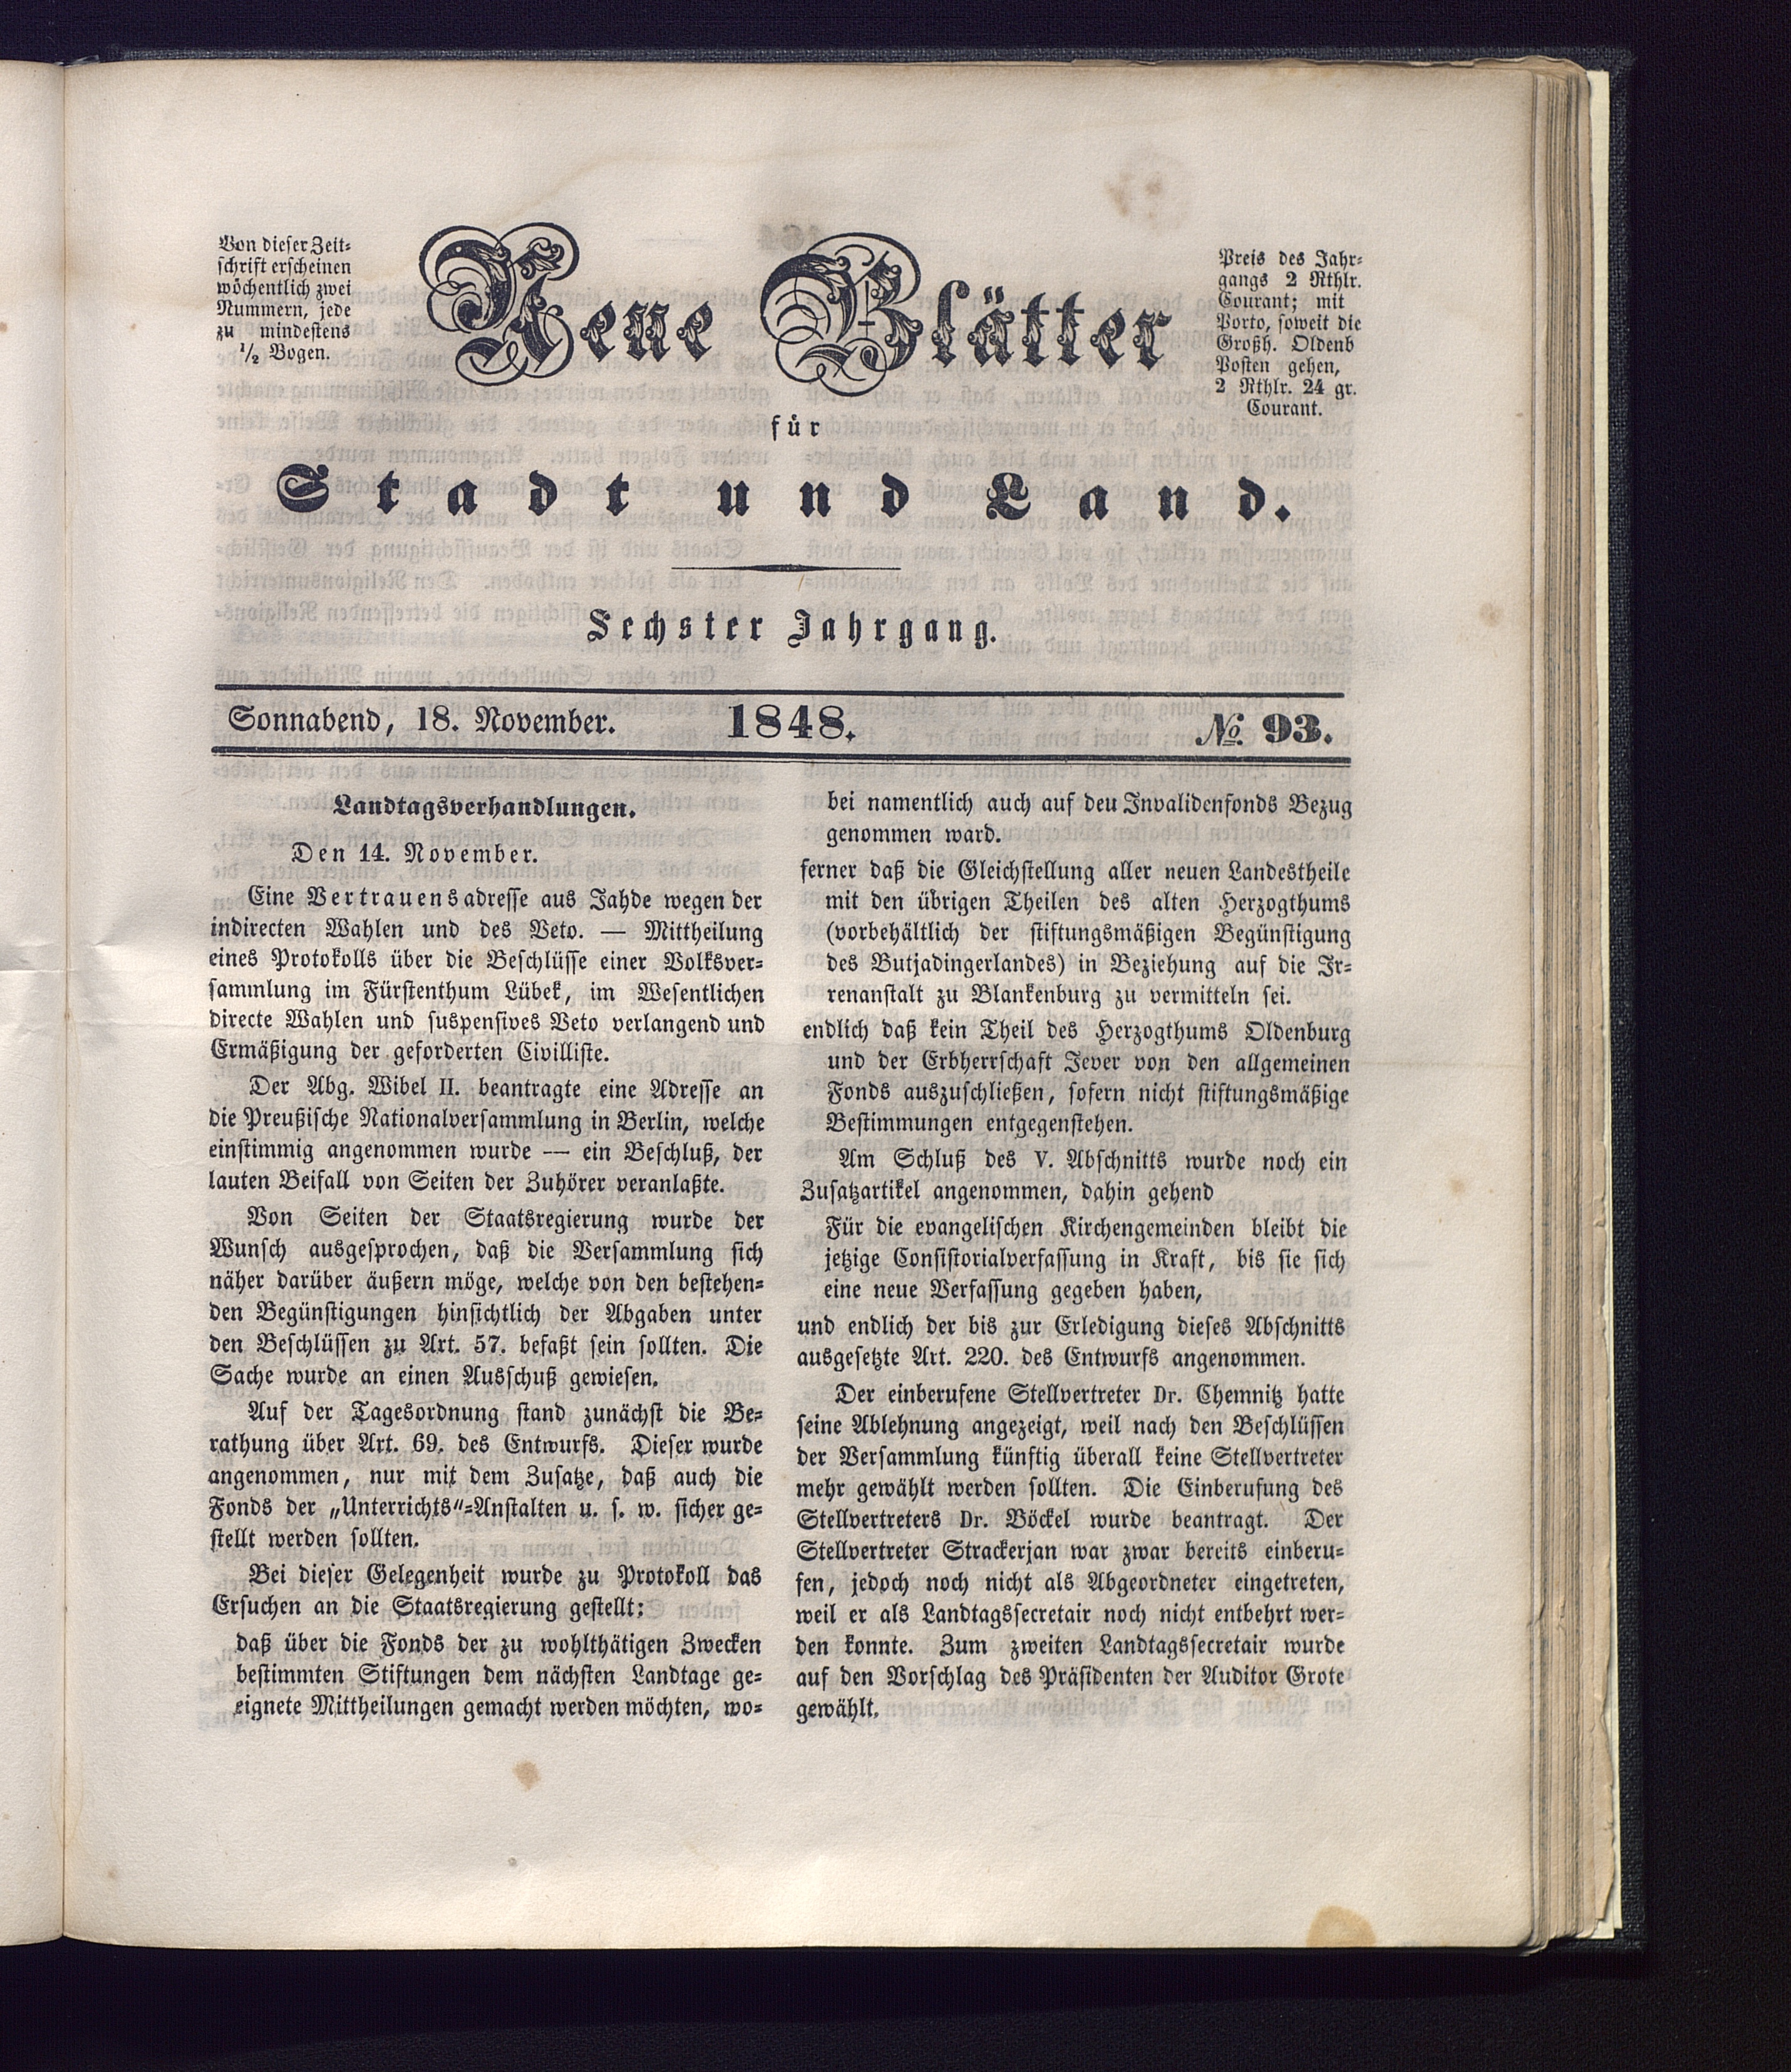 Von dieser Zeit-
schrift erscheinen
wöchentlich zwei
Nummern, jede
zu mindestens
1/2 Bogen.
Neue Blätter
Preis des Jahr-
gangs 2 Rthlr.
Courant; mit
Porto, soweit die
Großh. Oldenb
Posten gehen,
2 Rthlr. 24 gr.
Courant.
für
Stadt und Land.
Sechster Jahrgang.
Sonnabend, 18. November. 1848. No. 93.
Landtagsverhandlungen.
Den 14. November.
Eine Vertrauensadresse aus Jahde wegen der
indirecten Wahlen und des Veto. — Mittheilung
eines Protokolls über die Beschlüsse einer Volksver-
sammlung im Fürstenthum Lübek, im Wesentlichen
directe Wahlen und suspensives Veto verlangend und
Ermäßigung der geforderten Civilliste.
Der Abg. Wibel II. beantragte eine Adresse an
die Preußische Nationalversammlung in Berlin, welche
einstimmig angenommen wurde — ein Beschluß, der
lauten Beifall von Seiten der Zuhörer veranlaßte.
Von Seiten der Staatsregierung wurde der
Wunsch ausgesprochen, daß die Versammlung sich
näher darüber äußern möge, welche von den bestehen-
den Begünstigungen hinsichtlich der Abgaben unter
den Beschlüssen zu Art. 57. befaßt sein sollten. Die
Sache wurde an einen Ausschuß gewiesen.
Auf der Tagesordnung stand zunächst die Be-
rathung über Art. 69. des Entwurfs. Dieser wurde
angenommen, nur mit dem Zusatze, daß auch die
Fonds der „Unterrichts"-Anstalten u. s. w. sicher ge-
stellt werden sollten.
Bei dieser Gelegenheit wurde zu Protokoll das
Ersuchen an die Staatsregierung gestellt:
daß über die Fonds der zu wohlthätigen Zwecken
bestimmten Stiftungen dem nächsten Landtage ge-
eignete Mittheilungen gemacht werden möchten, wo-
bei namentlich auch auf deu Invalidenfonds Bezug
genommen ward.
ferner daß die Gleichstellung aller neuen Landestheile
mit den übrigen Theilen des alten Herzogthums
(vorbehältlich der stiftungsmäßigen Begünstigung
des Butjadingerlandes) in Beziehung auf die Ir-
renanstalt zu Blankenburg zu vermitteln sei.
endlich daß kein Theil des Herzogthums Oldenburg
und der Erbherrschaft Jever von den allgemeinen
Fonds auszuschließen, sofern nicht stiftungsmäßige
Bestimmungen entgegenstehen.
Am Schluß des V. Abschnitts wurde noch ein
Zusatzartikel angenommen, dahin gehend
Für die evangelischen Kirchengemeinden bleibt die
jetzige Consistorialverfassung in Kraft, bis sie sich
eine neue Verfassung gegeben haben,
und endlich der bis zur Erledigung dieses Abschnitts
ausgesetzte Art. 220. des Entwurfs angenommen.
Der einberufene Stellvertreter Dr. Chemnitz hatte
seine Ablehnung angezeigt, weil nach den Beschlüssen
der Versammlung künftig überall keine Stellvertreter
mehr gewählt werden sollten. Die Einberufung des
Stellvertreters Dr. Böckel wurde beantragt. Der
Stellvertreter Strackerjan war zwar bereits einberu-
fen, jedoch noch nicht als Abgeordneter eingetreten,
weil er als Landtagssecretair noch nicht entbehrt wer-
den konnte. Zum zweiten Landtagssecretair wurde
auf den Vorschlag des Präsidenten der Auditor Grote
gewählt.